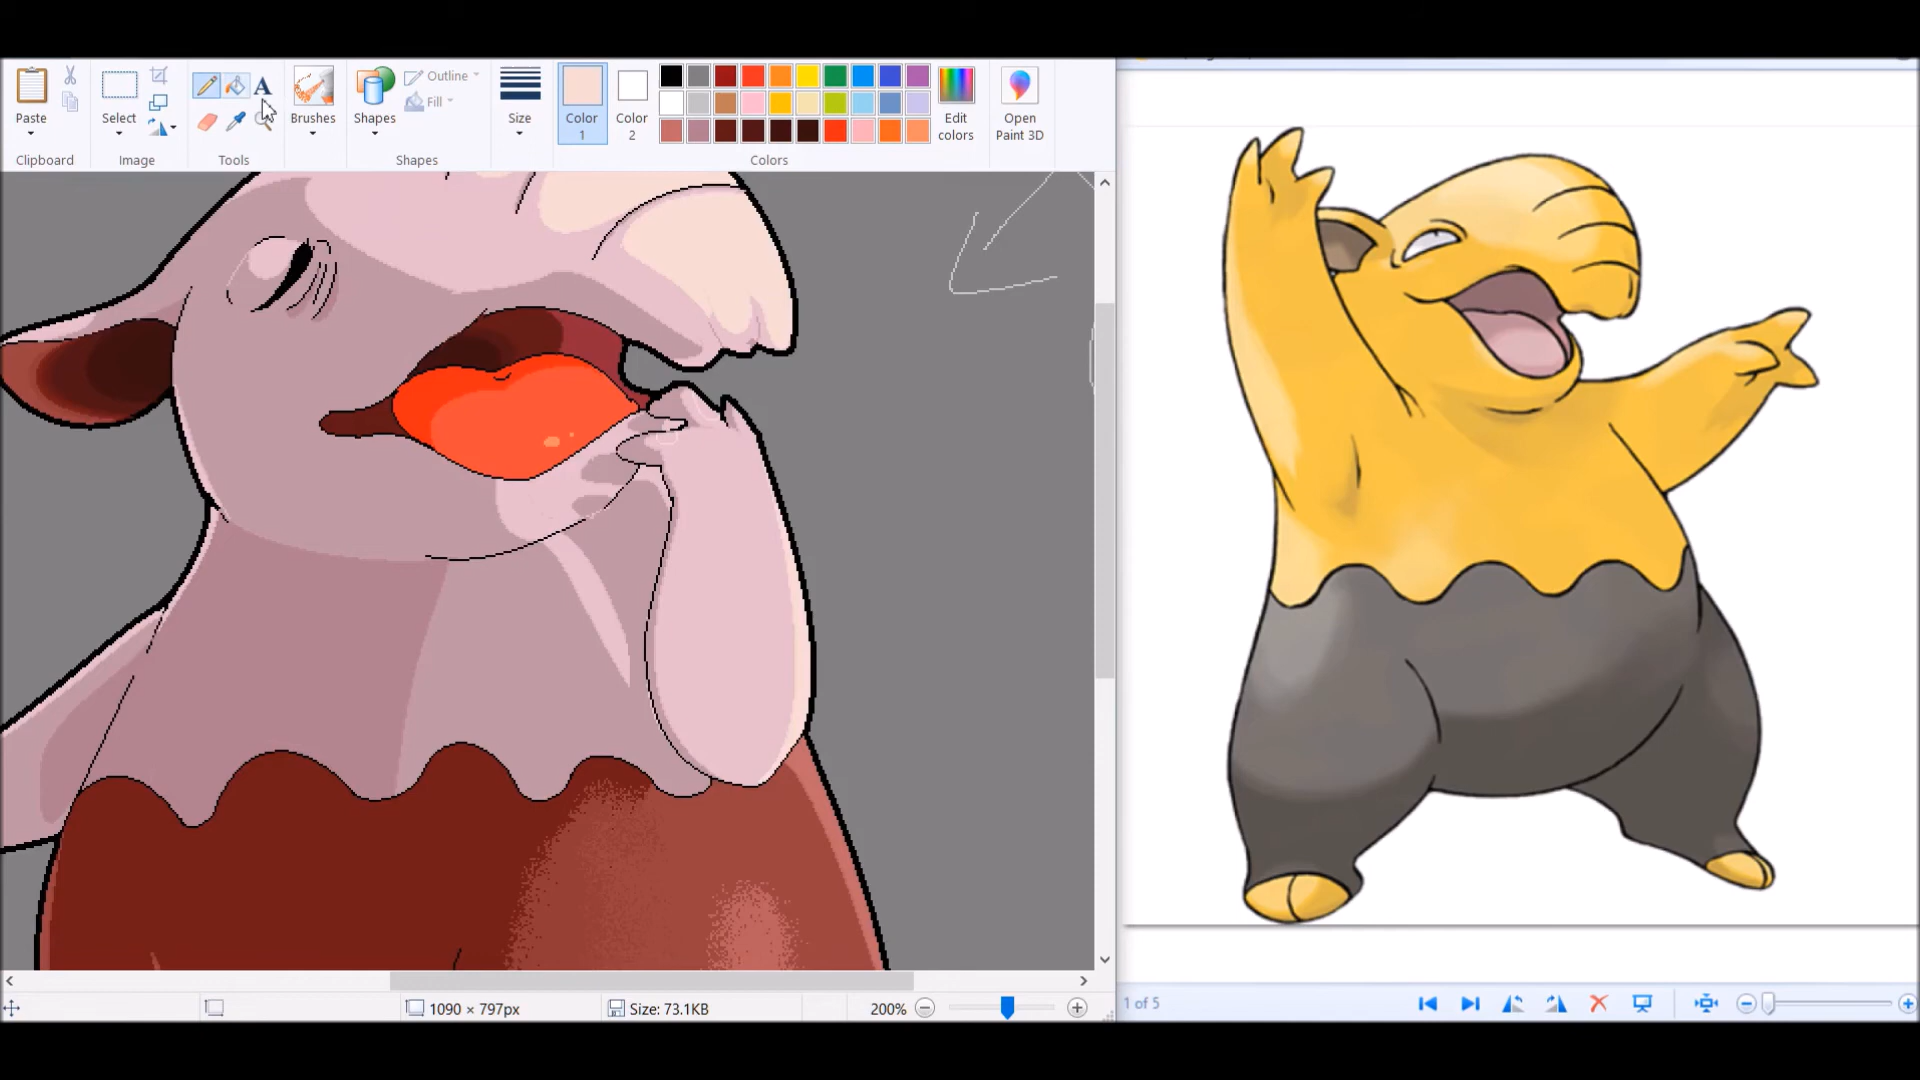 Paste
Select
A
Brushes
Shapes
Outline
Fill
Size
Color 1
Color 2
Edit colors
Open Paint 3D
Clipboard
Image
Tools
Shapes
Colors
1090 × 797px
Size: 73.1KB
200%
1 of 5